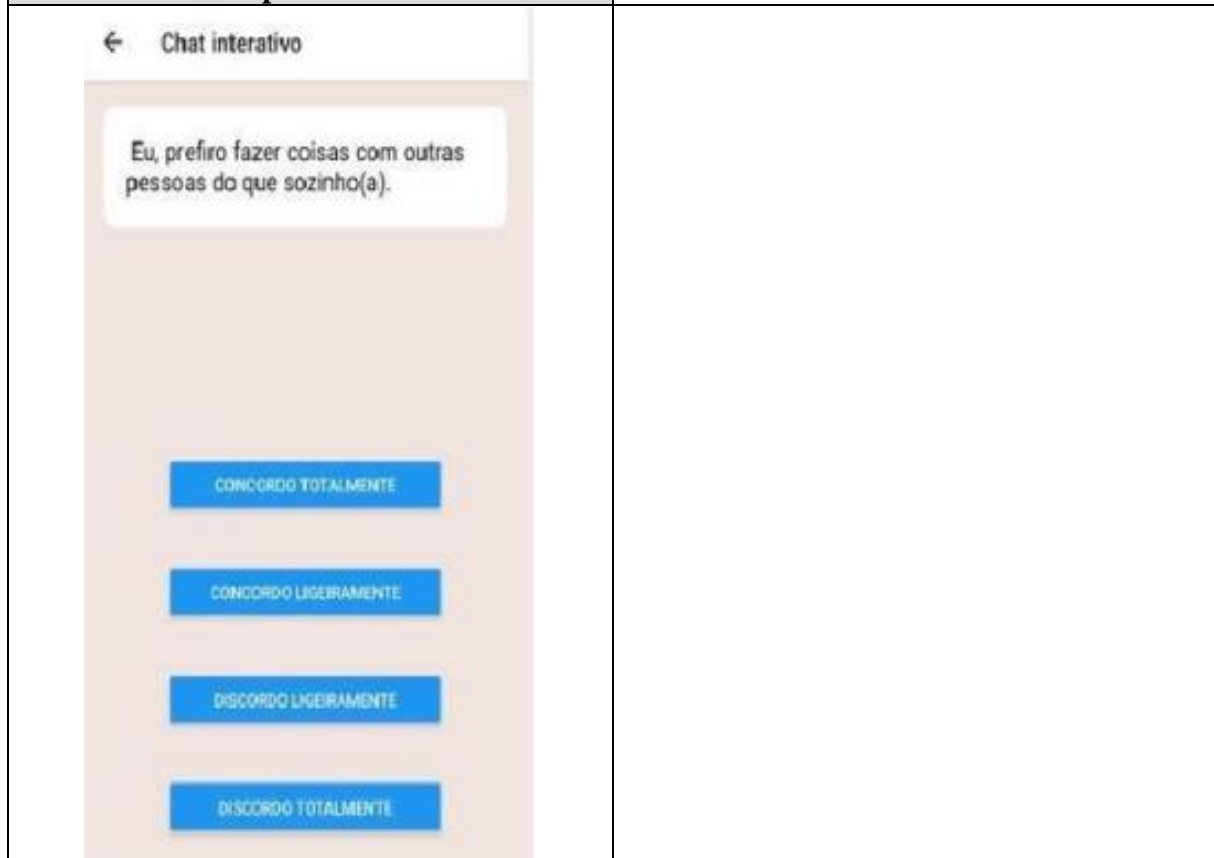 Chat interativo
Eu, prefiro fazer coisas com outras
pessoas do que sozinho(a).
CONCORDO TOTALMENTE
CONCORDO LIGEIRAMENTE
DISCORDO LIGEIRAMENTE
DISCORDO TOTALMENTE